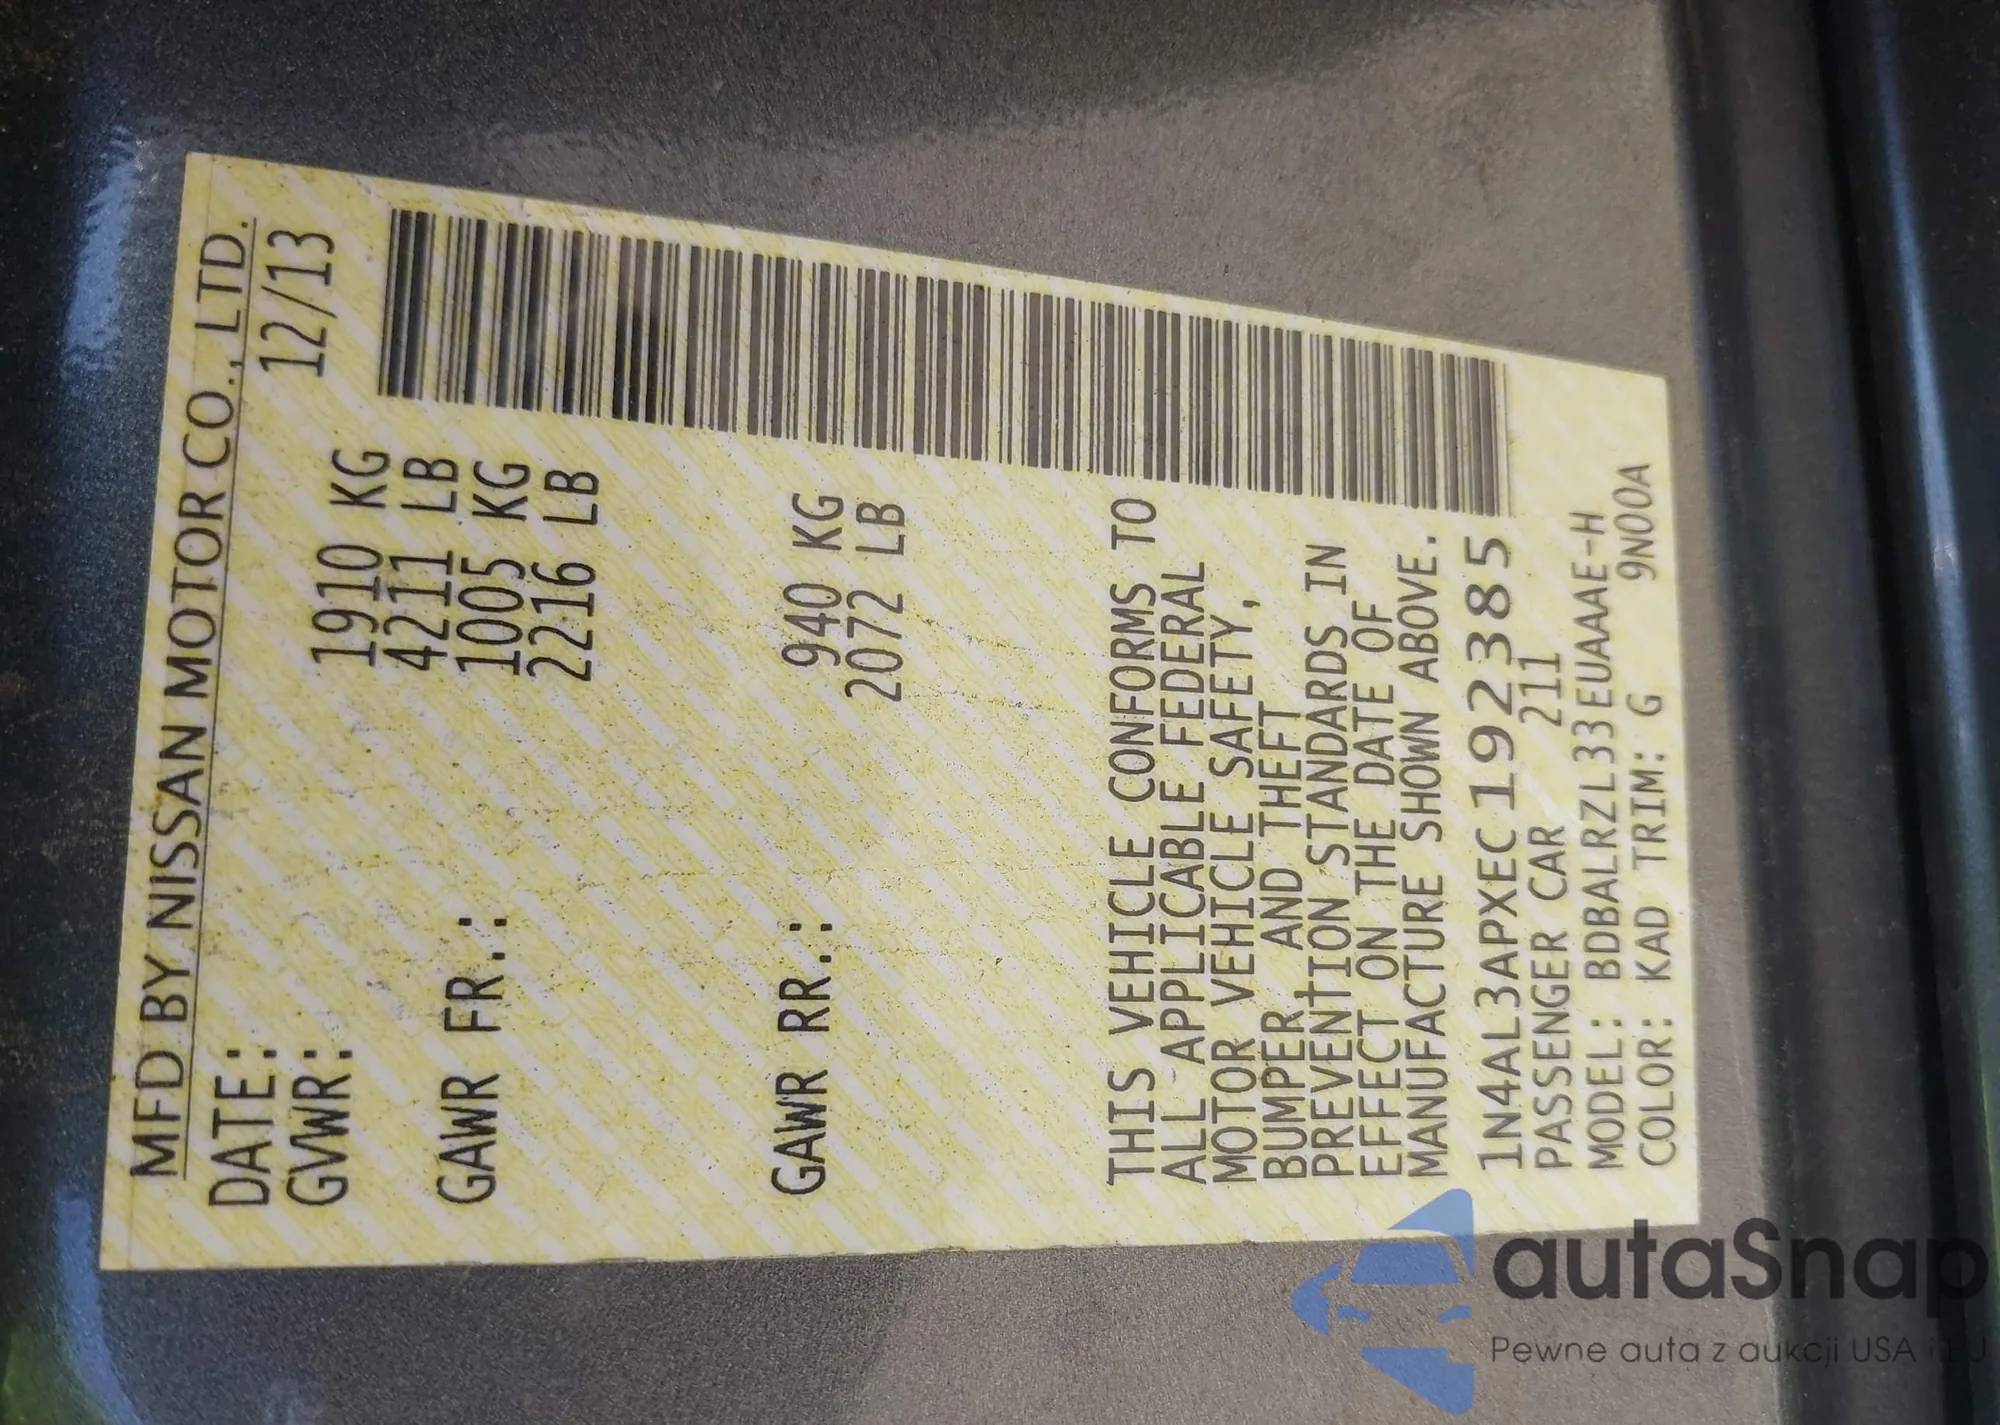 MFD BY NISSAN MOTOR CO., LTD.
DATE: 12/13
GVWR: 1910 KG
4211 LB
GAWR FR.: 1005 KG
2216 LB
GAWR RR.: 940 KG
2072 LB
THIS VEHICLE CONFORMS TO
ALL APPLICABLE FEDERAL
MOTOR VEHICLE SAFETY,
BUMPER, AND THEFT
PREVENTION STANDARDS IN
EFFECT ON THE DATE OF
MANUFACTURE SHOWN ABOVE.
1N4AL3APXEC192385
PASSENGER CAR 211
MODEL: BDBALRZL33EUAAAE-H
COLOR: KAD TRIM: G 9N00A
autaSnap
Pewne auta z aukcji USA i EU